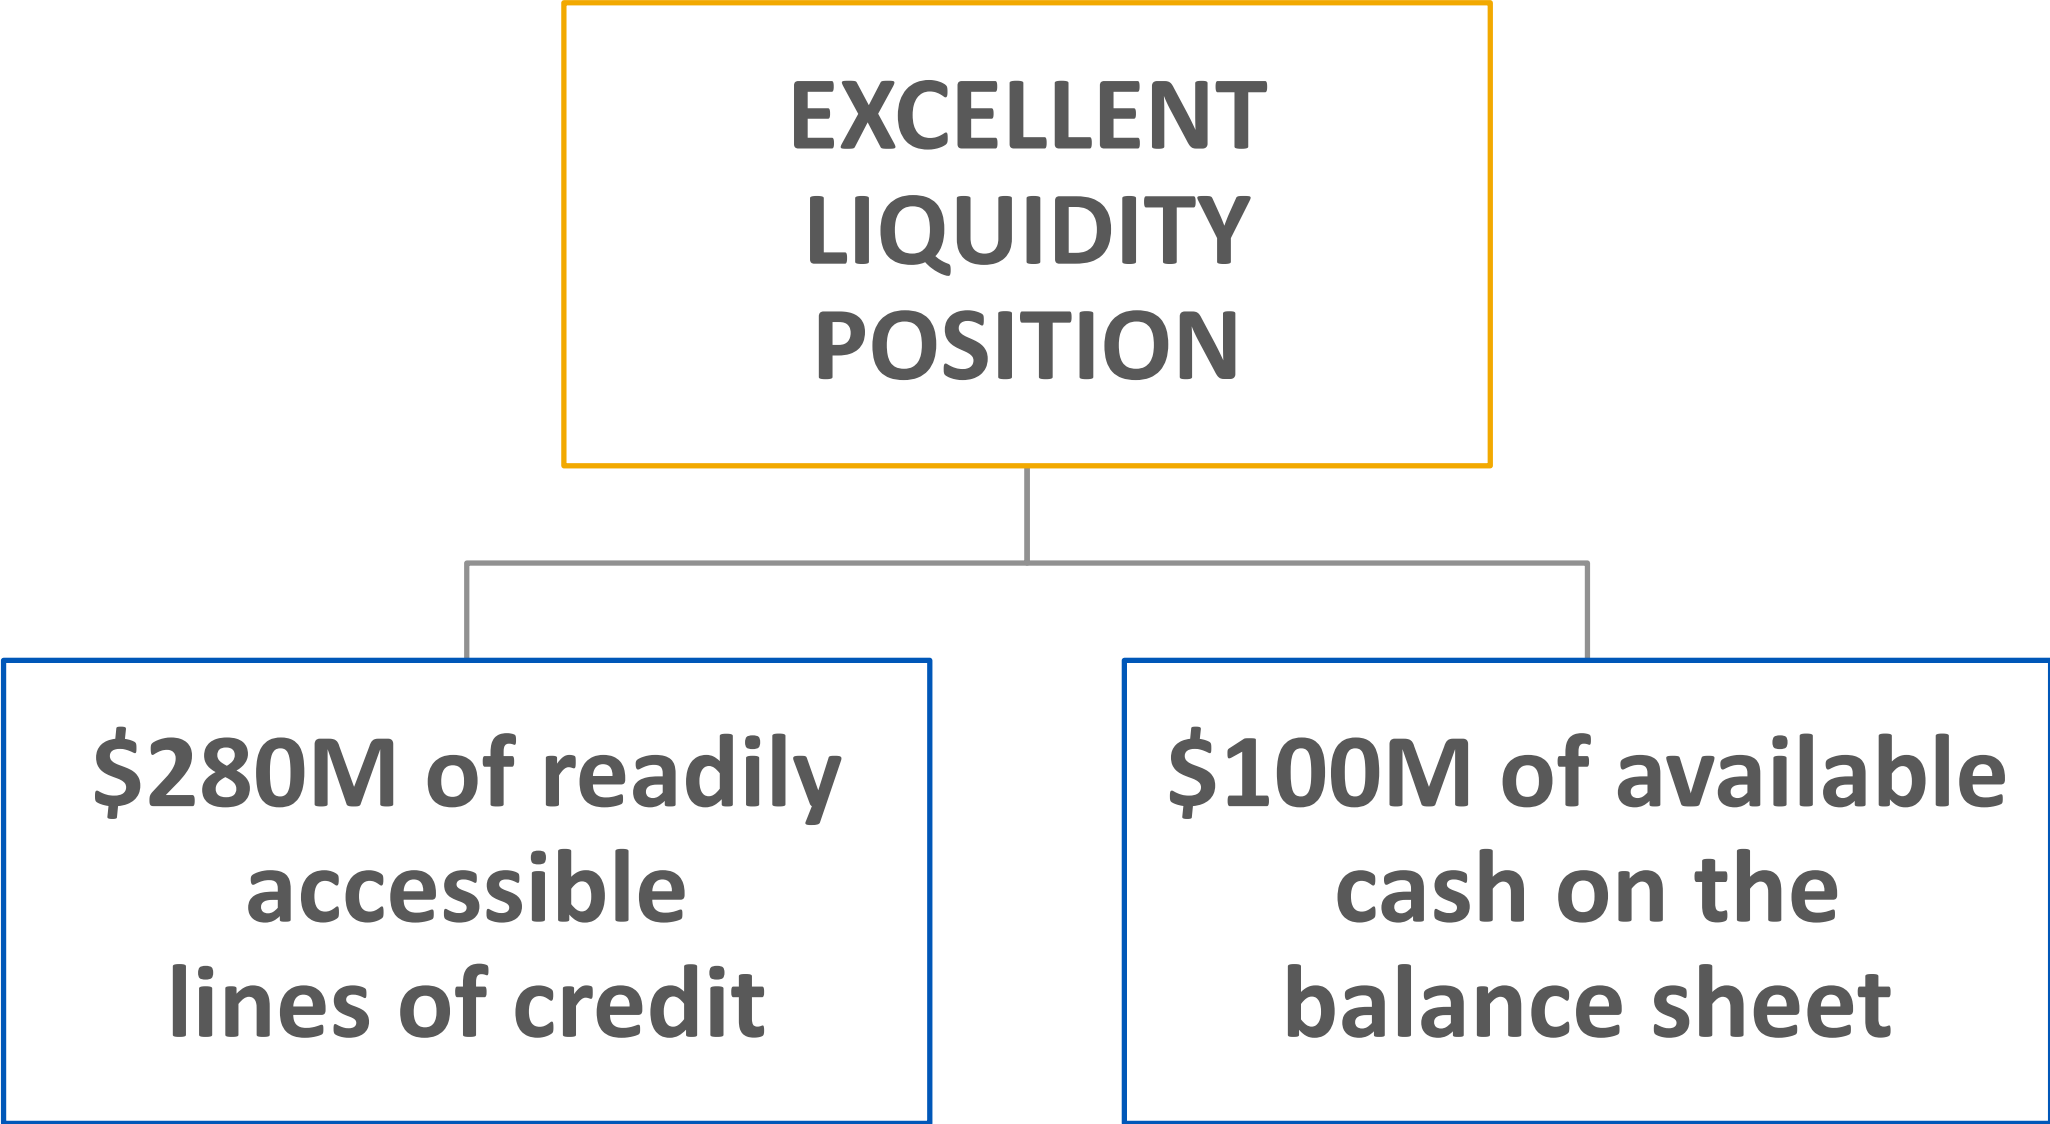 EXCELLENT
LIQUIDITY
POSITION
$280M of readily
accessible
lines of credit
$100M of available
cash on the
balance sheet